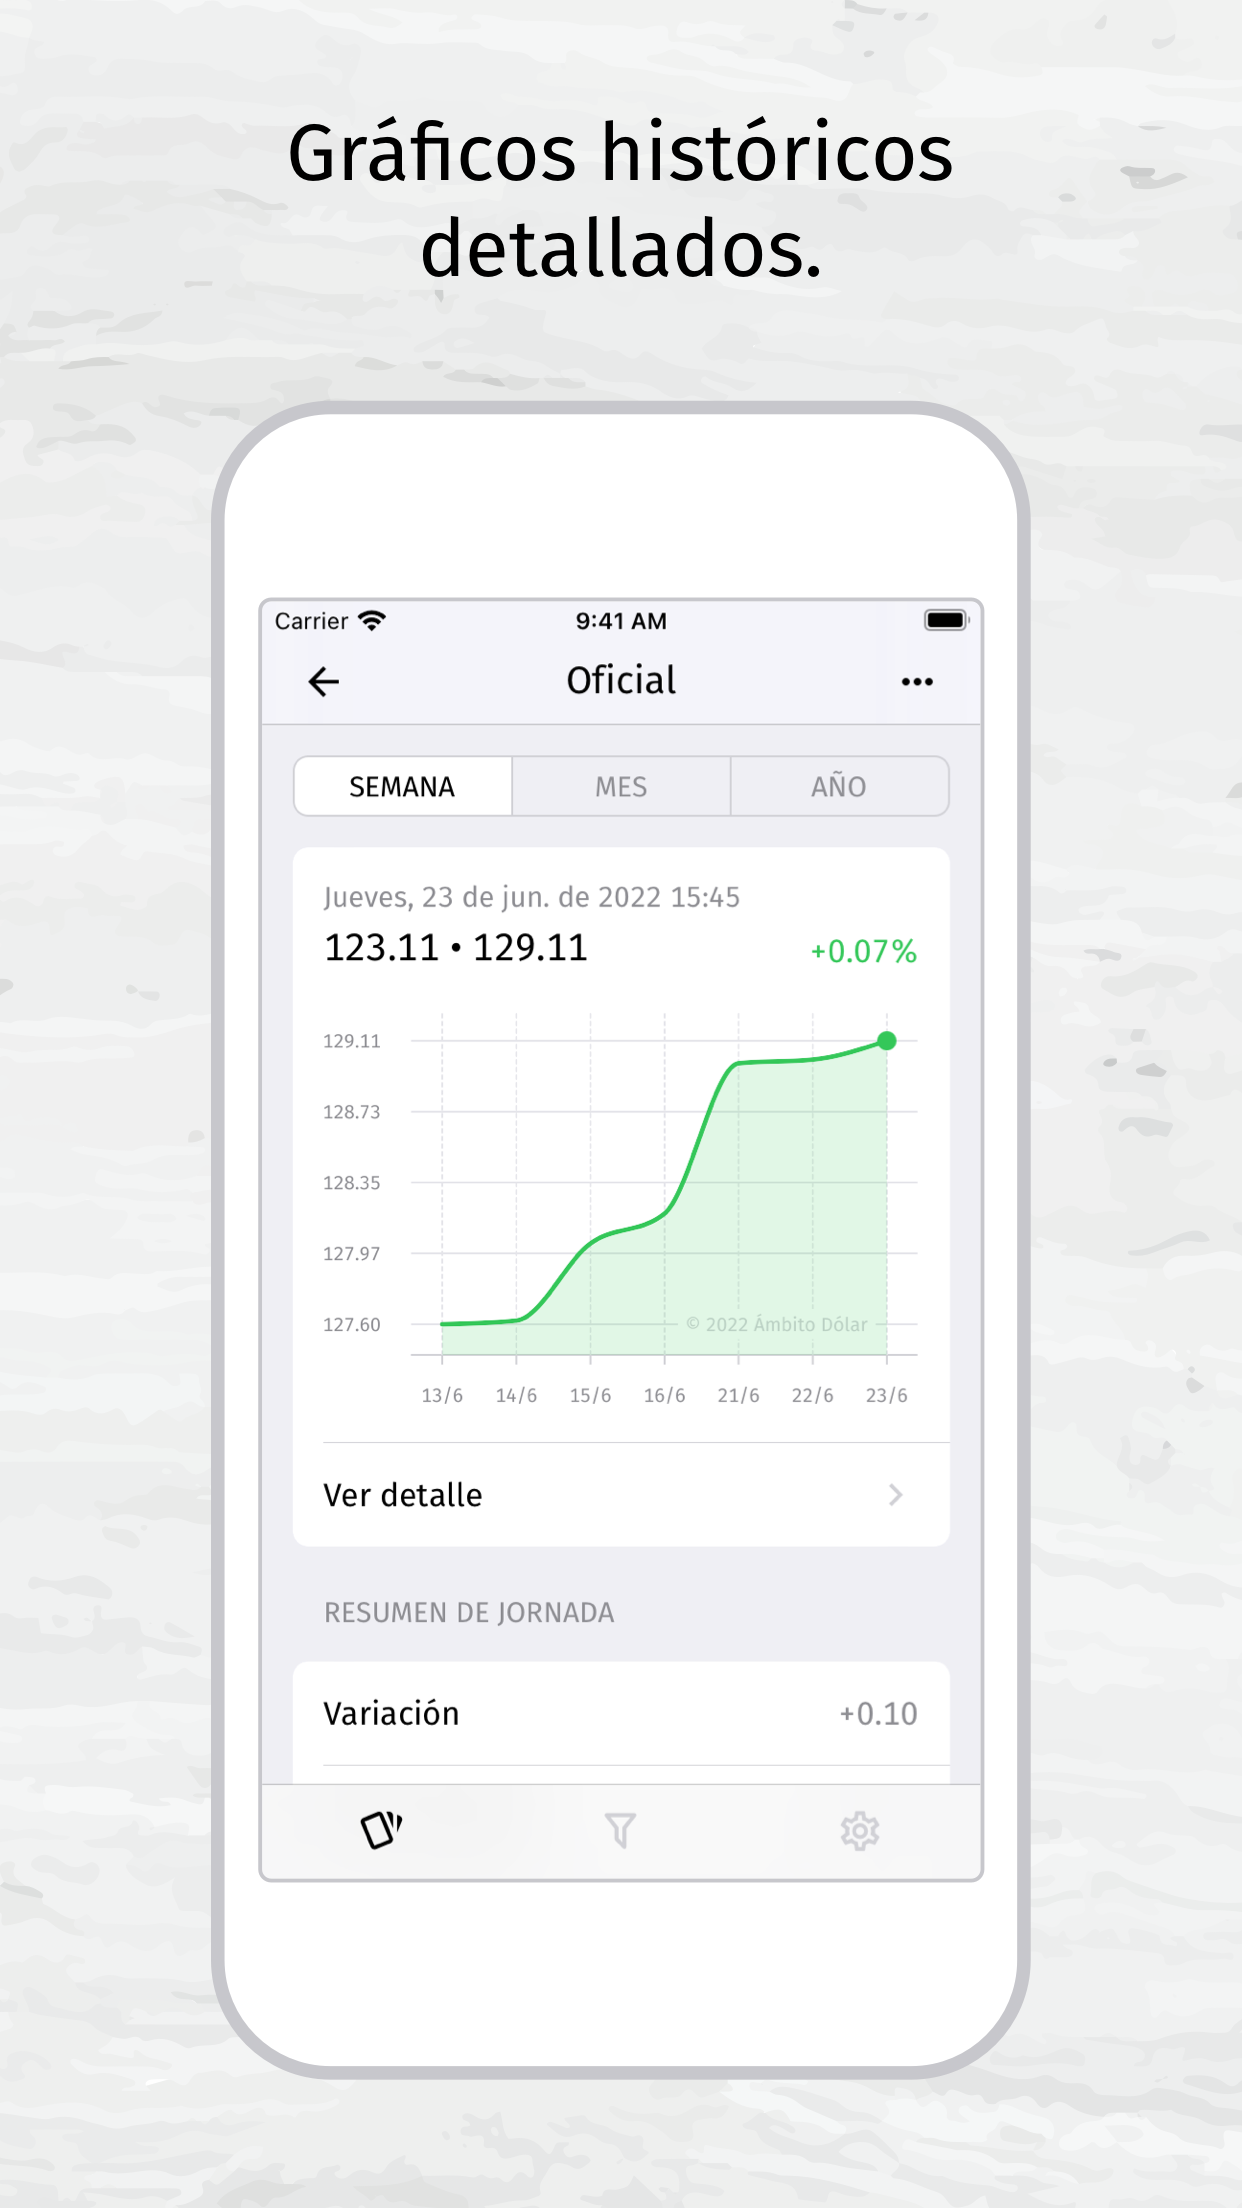 Gráficos históricos
detallados.
Carrier 9:41 AM
Oficial
SEMANA MES AÑO
Jueves, 23 de jun. de 2022 15:45
123.11 • 129.11 +0.07%
129.11
128.73
128.35
127.97
127.60
© 2022 Ámbito Dólar
13/6 14/6 15/6 16/6 21/6 22/6 23/6
Ver detalle
RESUMEN DE JORNADA
Variación +0.10